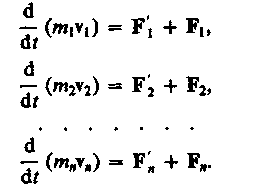 d/dt (m₁v₁) = F′₁ + F₁,
d/dt (m₂v₂) = F′₂ + F₂,
. . . . . . .
d/dt (mₙvₙ) = F′ₙ + Fₙ.